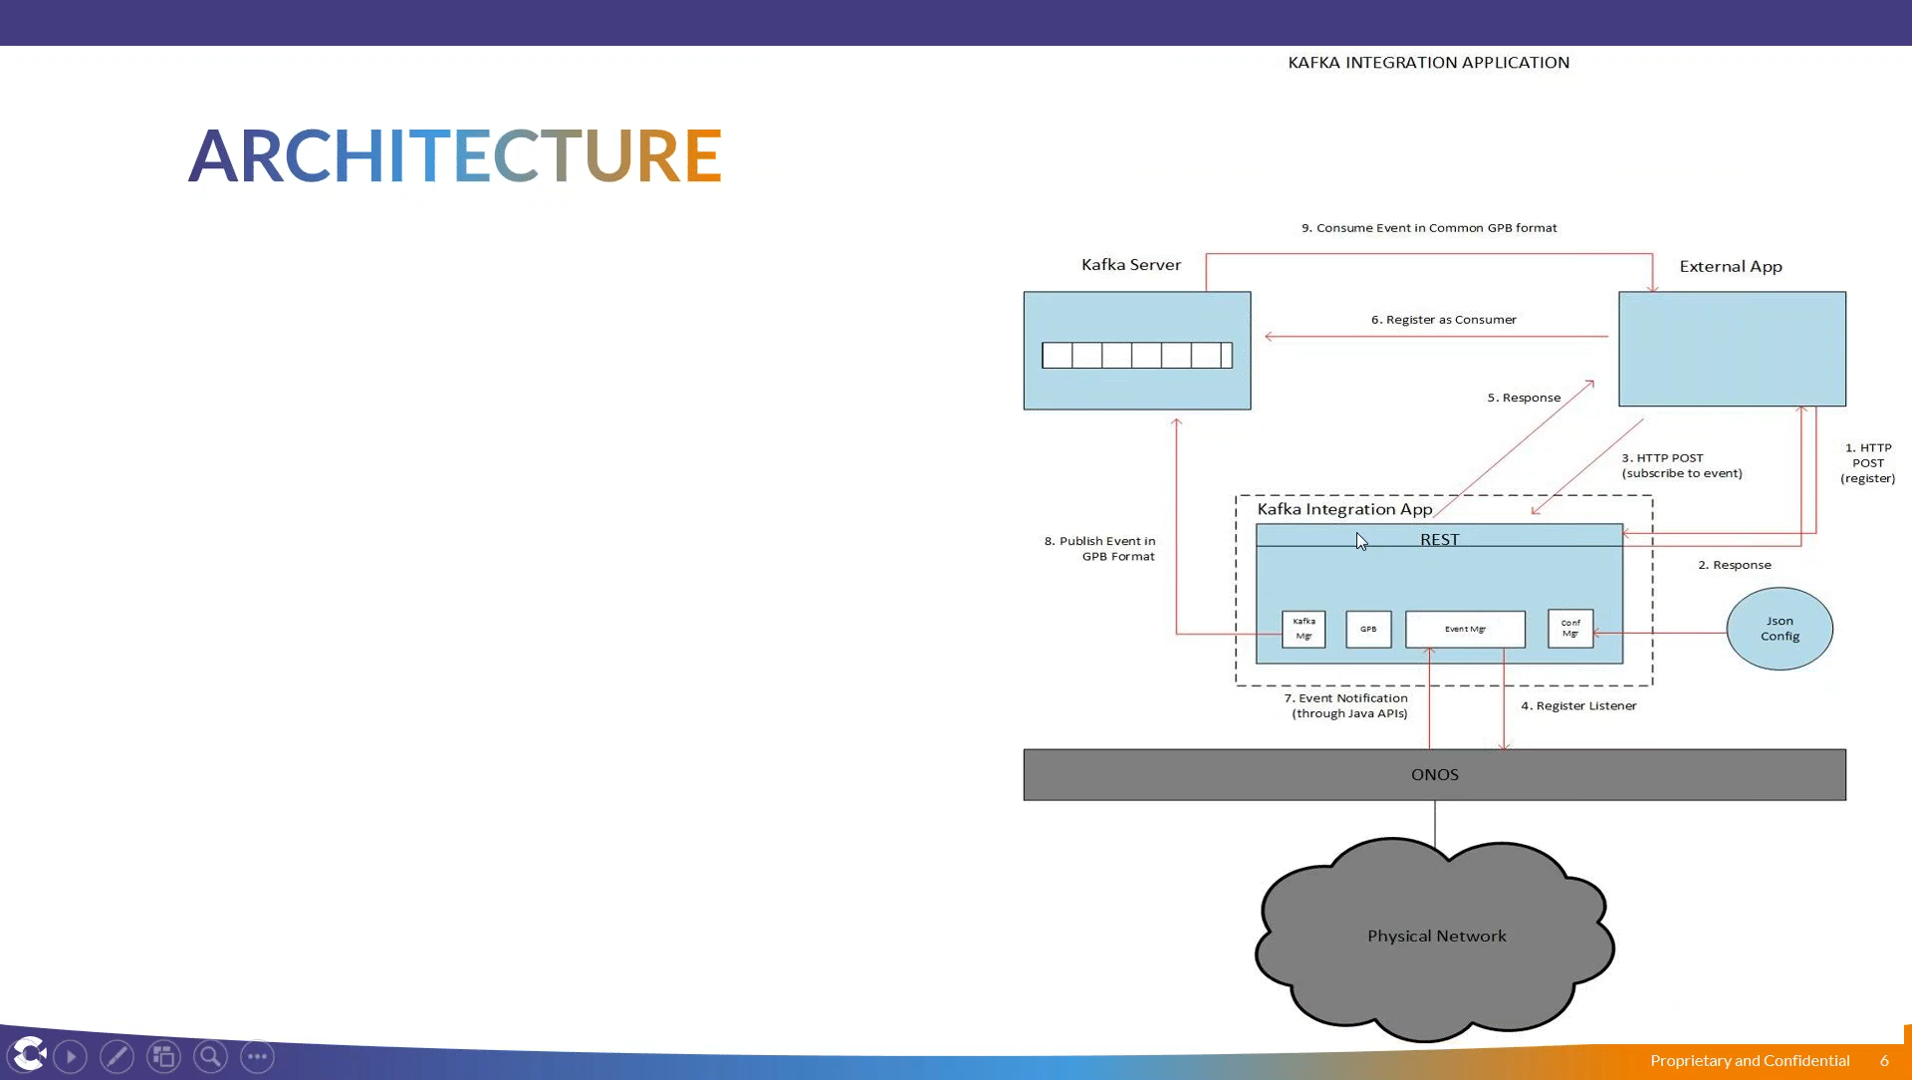 KAFKA INTEGRATION APPLICATION
ARCHITECTURE
9. Consume Event in Common GPB format
Kafka Server
External App
6. Register as Consumer
5. Response
3. HTTP POST
(subscribe to event)
1. HTTP
POST
(register)
Kafka Integration App
REST
8. Publish Event in
GPB Format
2. Response
Kafka
Mgr
GPB
Event Mgr
Conf
Mgr
Json
Config
7. Event Notification
(through Java APIs)
4. Register Listener
ONOS
Physical Network
Proprietary and Confidential
6